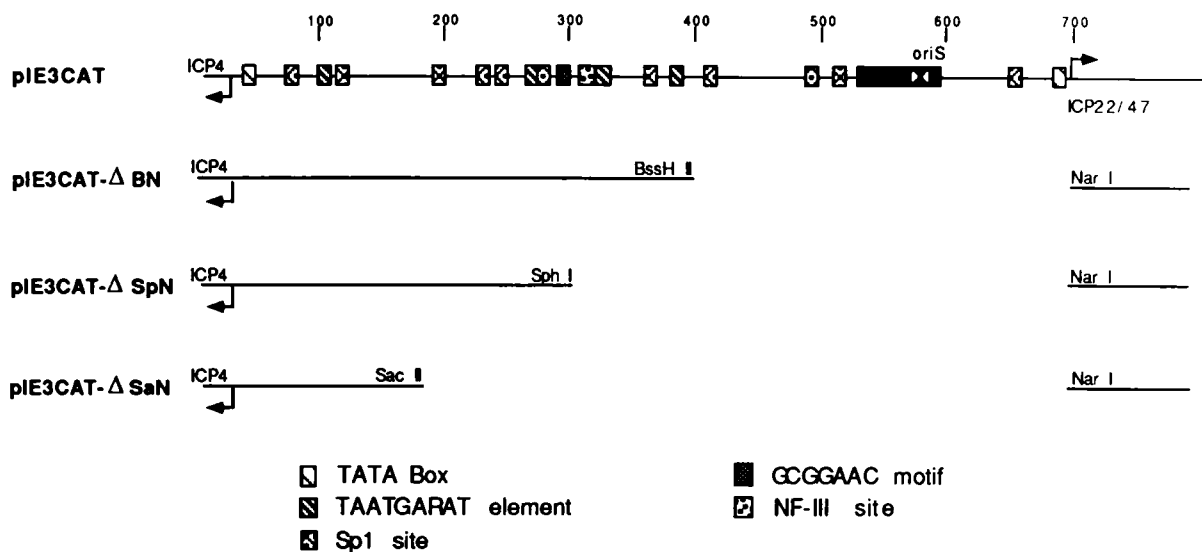 100 200 300 400 500 600 700
oriS
ICP4
pIE3CAT
ICP22/47
ICP4 BssH II
pIE3CAT-Δ BN Nar I
ICP4 Sph I
pIE3CAT-Δ SpN Nar I
ICP4 Sac II
pIE3CAT-Δ SaN Nar I
TATA Box GCGGAAC motif
TAATGARAT element NF-III site
Sp1 site